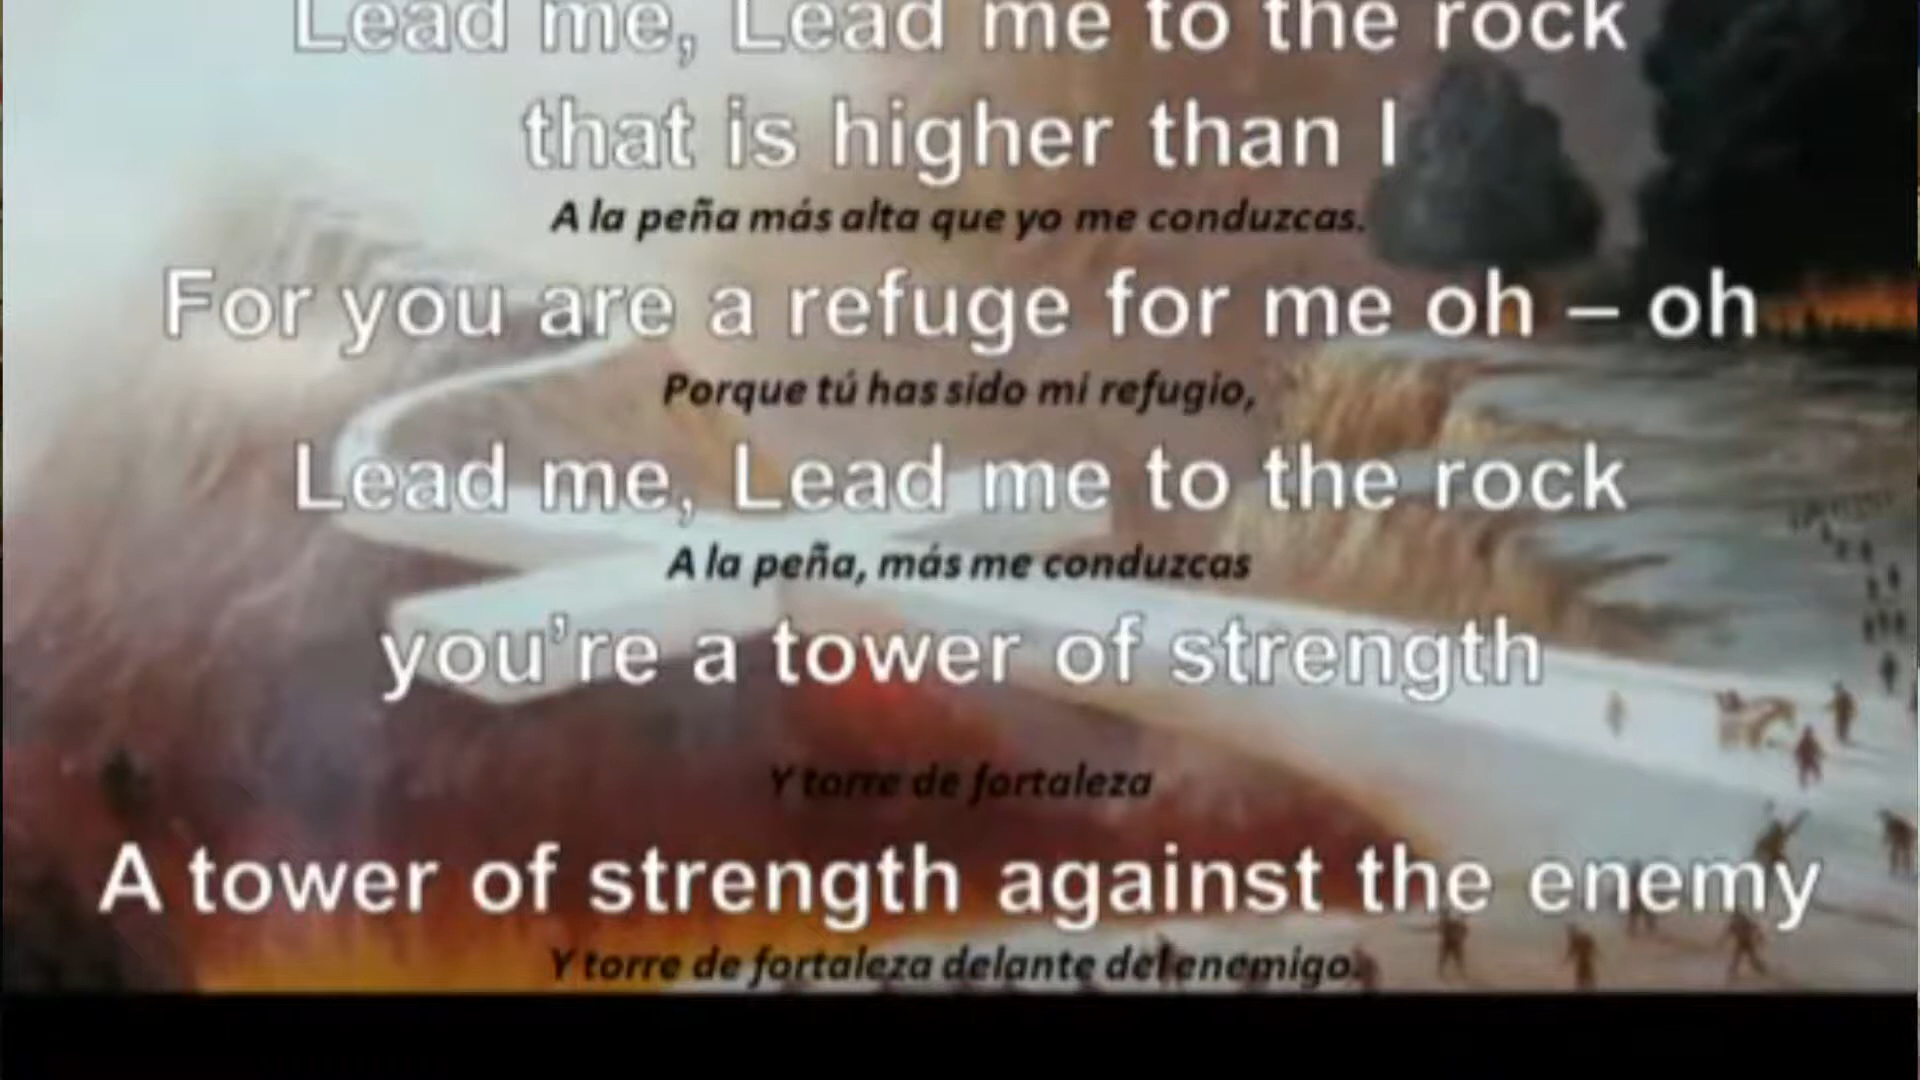 Lead me, Lead me to the rock
that is higher than I
A la peña más alta que yo me conduzcas.
For you are a refuge for me oh – oh
Porque tú has sido mi refugio,
Lead me, Lead me to the rock
A la peña, más me conduzcas
you're a tower of strength
Y torre de fortaleza
A tower of strength against the enemy
Y torre de fortaleza delante del enemigo.